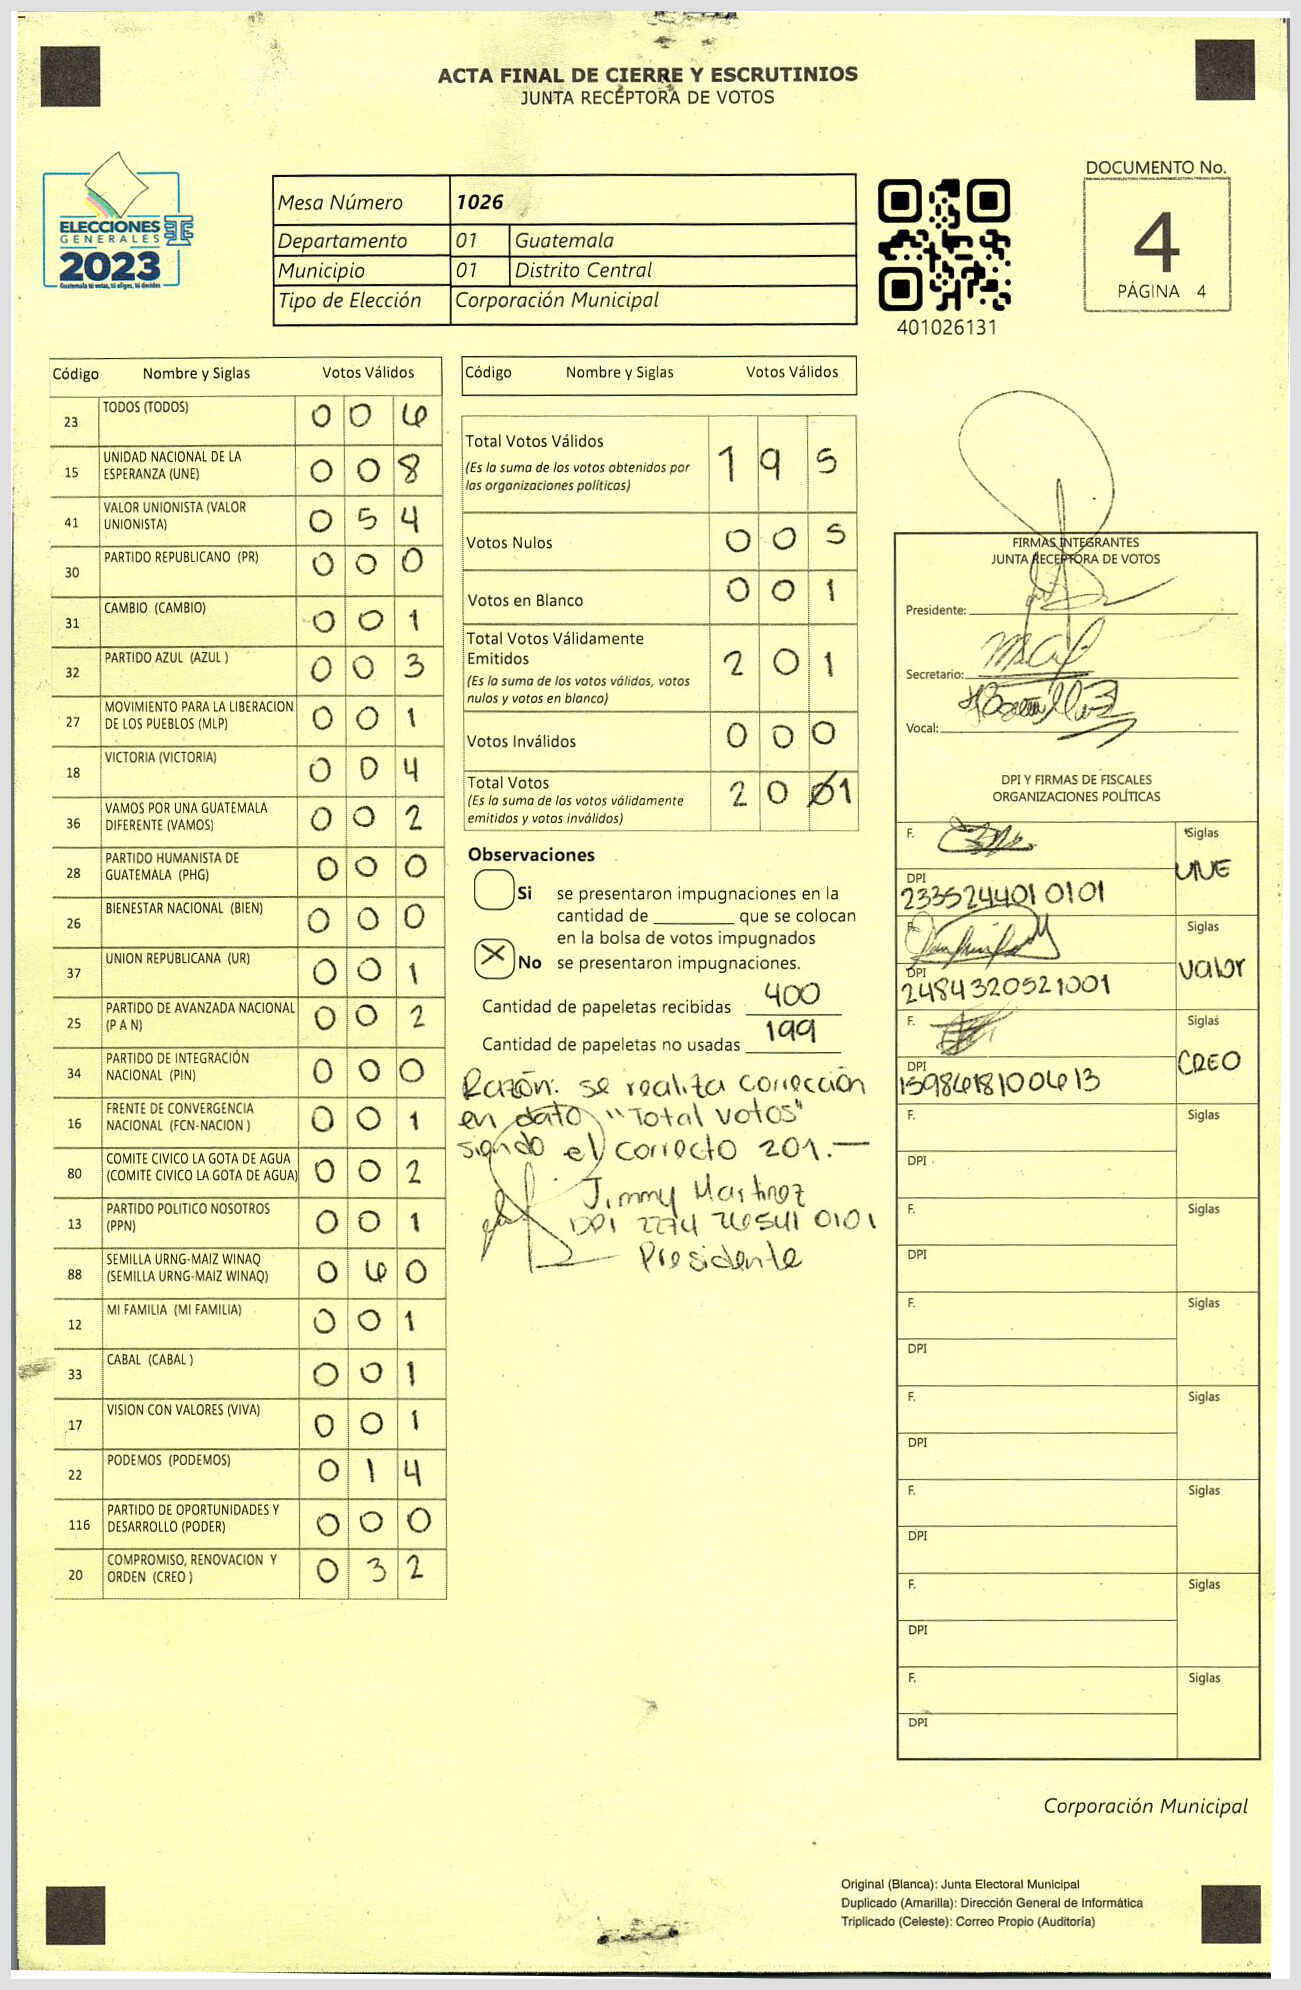 ACTA FINAL DE CIERRE Y ESCRUTINIOS
JUNTA RECEPTORA DE VOTOS
ELECCIONES
GENERALES
2023
Guatemala tú votas, tú eliges, tú decides
Mesa Número 1026
Departamento 01 Guatemala
Municipio 01 Distrito Central
Tipo de Elección Corporación Municipal
401026131
DOCUMENTO No.
4
PÁGINA 4
Código Nombre y Siglas Votos Válidos
23 TODOS (TODOS) 0 0 6
15 UNIDAD NACIONAL DE LA
ESPERANZA (UNE) 0 0 8
41 VALOR UNIONISTA (VALOR
UNIONISTA) 0 5 4
30 PARTIDO REPUBLICANO (PR) 0 0 0
31 CAMBIO (CAMBIO) 0 0 1
32 PARTIDO AZUL (AZUL ) 0 0 3
27 MOVIMIENTO PARA LA LIBERACION
DE LOS PUEBLOS (MLP) 0 0 1
18 VICTORIA (VICTORIA) 0 0 4
36 VAMOS POR UNA GUATEMALA
DIFERENTE (VAMOS) 0 0 2
28 PARTIDO HUMANISTA DE
GUATEMALA (PHG) 0 0 0
26 BIENESTAR NACIONAL (BIEN) 0 0 0
37 UNION REPUBLICANA (UR) 0 0 1
25 PARTIDO DE AVANZADA NACIONAL
(P A N) 0 0 2
34 PARTIDO DE INTEGRACIÓN
NACIONAL (PIN) 0 0 0
16 FRENTE DE CONVERGENCIA
NACIONAL (FCN-NACION ) 0 0 1
80 COMITE CIVICO LA GOTA DE AGUA
(COMITE CIVICO LA GOTA DE AGUA) 0 0 2
13 PARTIDO POLITICO NOSOTROS
(PPN) 0 0 1
88 SEMILLA URNG-MAIZ WINAQ
(SEMILLA URNG-MAIZ WINAQ) 0 6 0
12 MI FAMILIA (MI FAMILIA) 0 0 1
33 CABAL (CABAL ) 0 0 1
17 VISION CON VALORES (VIVA) 0 0 1
22 PODEMOS (PODEMOS) 0 1 4
116 PARTIDO DE OPORTUNIDADES Y
DESARROLLO (PODER) 0 0 0
20 COMPROMISO, RENOVACION Y
ORDEN (CREO ) 0 3 2
Código Nombre y Siglas Votos Válidos
Total Votos Válidos 1 9 5
(Es la suma de los votos obtenidos por
las organizaciones políticas)
Votos Nulos 0 0 5
Votos en Blanco 0 0 1
Total Votos Válidamente
Emitidos 2 0 1
(Es la suma de los votos válidos, votos
nulos y votos en blanco)
Votos Inválidos 0 0 0
Total Votos 2 0 1
(Es la suma de los votos válidamente
emitidos y votos inválidos)
Observaciones
Si se presentaron impugnaciones en la
cantidad de ________ que se colocan
en la bolsa de votos impugnados
No se presentaron impugnaciones.
Cantidad de papeletas recibidas 400
Cantidad de papeletas no usadas 199
Razón: se realiza corrección
en dato "Total votos"
siendo el correcto 201.—
Jimmy Martinez
DPI 2274 26541 0101
Presidente
FIRMAS INTEGRANTES
JUNTA RECEPTORA DE VOTOS
Presidente:
Secretario:
Vocal:
DPI Y FIRMAS DE FISCALES
ORGANIZACIONES POLÍTICAS
F. Siglas
UNE
DPI
233524401 0101
F. Siglas
Valor
DPI
2484320521001
F. Siglas
CREO
DPI
1598618100613
F. Siglas
DPI
F. Siglas
DPI
F. Siglas
DPI
F. Siglas
DPI
F. Siglas
DPI
F. Siglas
DPI
F. Siglas
DPI
Corporación Municipal
Original (Blanca): Junta Electoral Municipal
Duplicado (Amarilla): Dirección General de Informática
Triplicado (Celeste): Correo Propio (Auditoría)